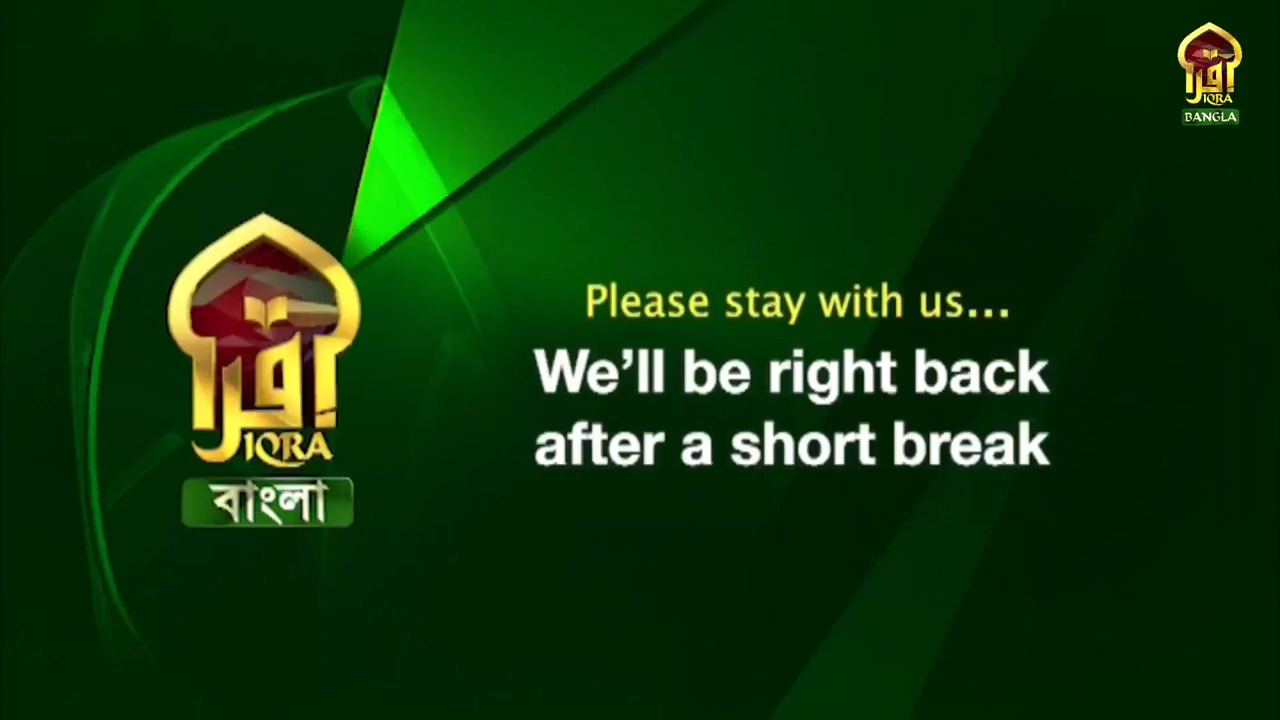 Please stay with us...
We'll be right back
after a short break
اقرأ
IQRA
বাংলা
اقرأ
IQRA
BANGLA